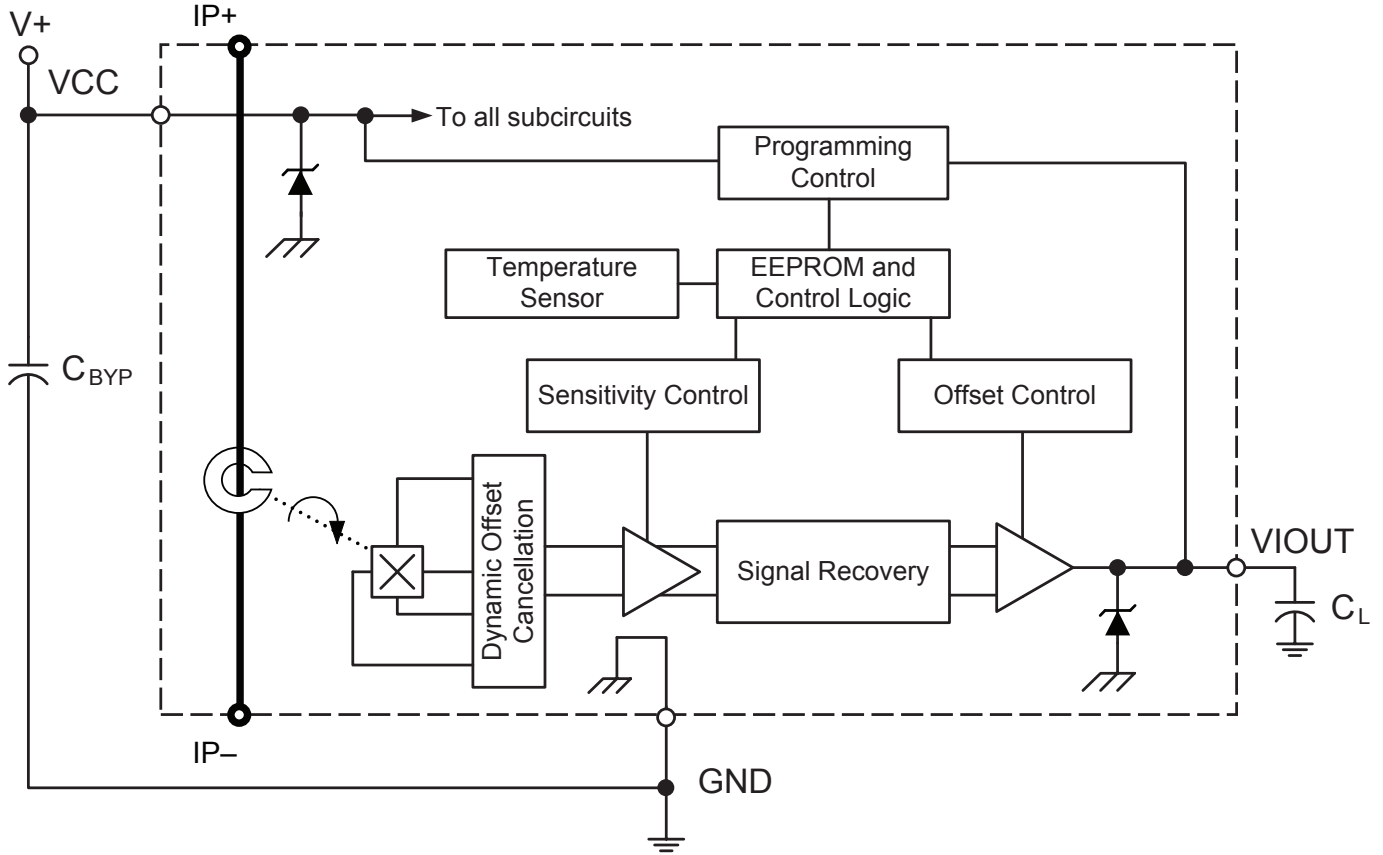 IP+
V+
VCC
To all subcircuits
Programming
Control
Temperature
Sensor
EEPROM and
Control Logic
CBYP
Sensitivity Control
Offset Control
Dynamic Offset
Cancellation
Signal Recovery
VIOUT
CL
IP–
GND